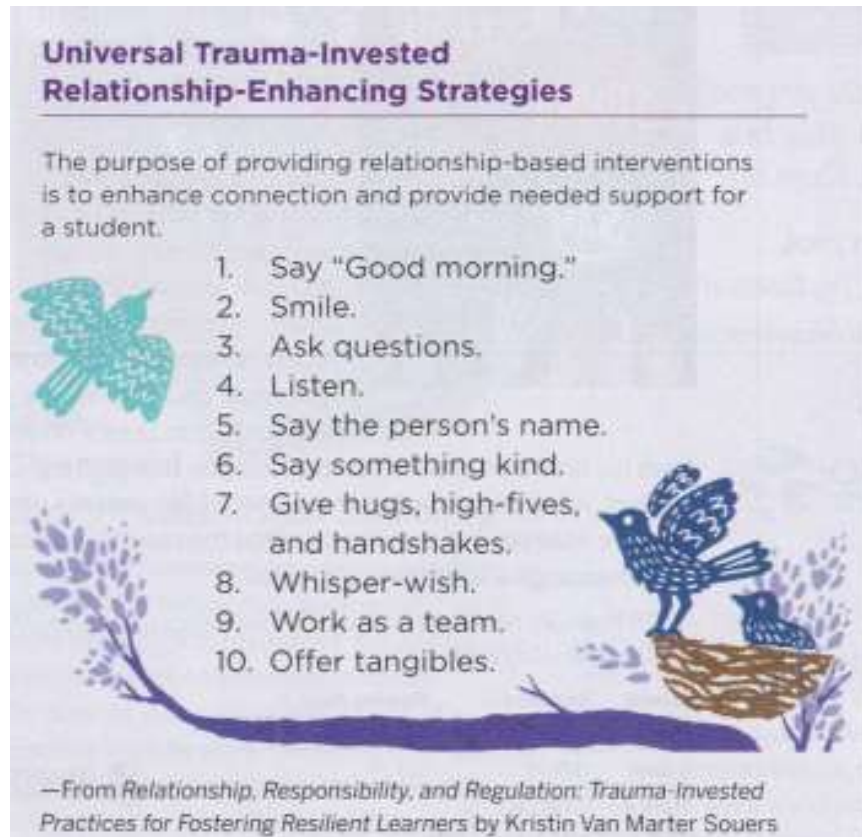 Universal Trauma-Invested
Relationship-Enhancing Strategies
The purpose of providing relationship-based interventions
is to enhance connection and provide needed support for
a student.
1. Say “Good morning.”
2. Smile.
3. Ask questions.
4. Listen.
5. Say the person’s name.
6. Say something kind.
7. Give hugs, high-fives,
and handshakes.
8. Whisper-wish.
9. Work as a team.
10. Offer tangibles.
—From Relationship, Responsibility, and Regulation: Trauma-Invested
Practices for Fostering Resilient Learners by Kristin Van Marter Souers